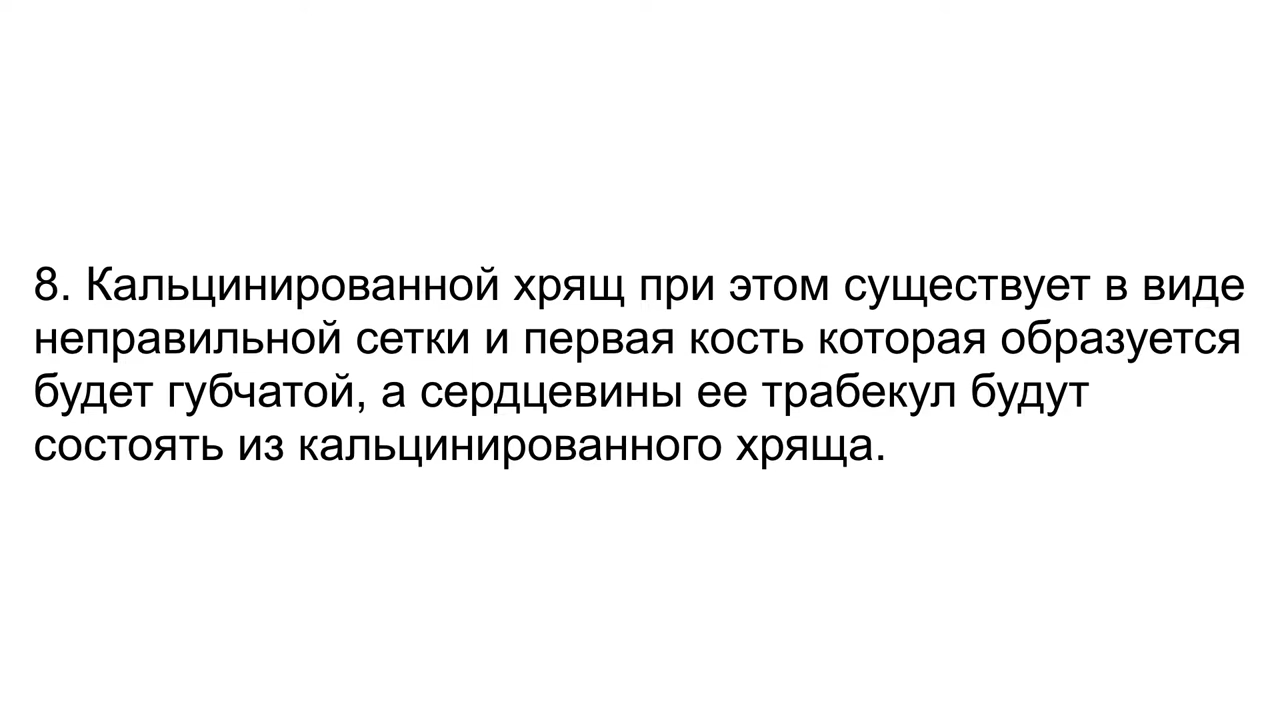 8. Кальцинированной хрящ при этом существует в виде
неправильной сетки и первая кость которая образуется
будет губчатой, а сердцевины ее трабекул будут
состоять из кальцинированного хряща.